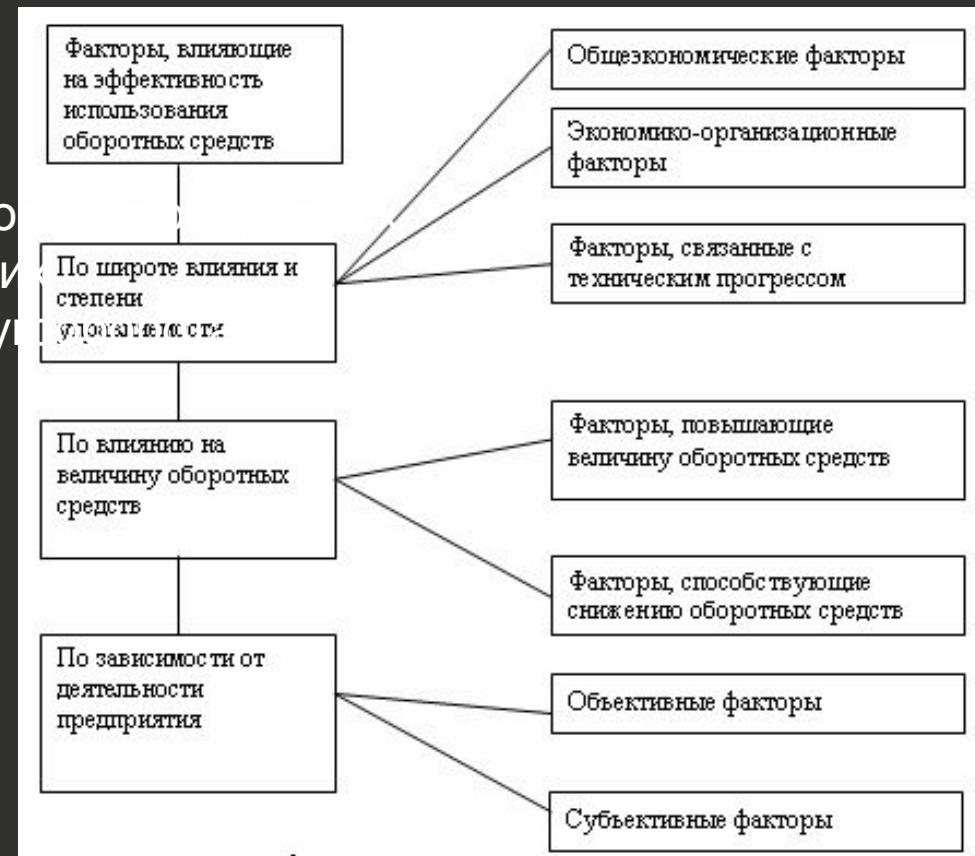 Факторы, влияющие
на эффективность
использования
оборотных средств
По широте влияния и
степени
управляемости
Общеэкономические факторы
Экономико-организационные
факторы
Факторы, связанные с
техническим прогрессом
По влиянию на
величину оборотных
средств
Факторы, повышающие
величину оборотных средств
Факторы, способствующие
снижению оборотных средств
По зависимости от
деятельности
предприятия
Объективные факторы
Субъективные факторы